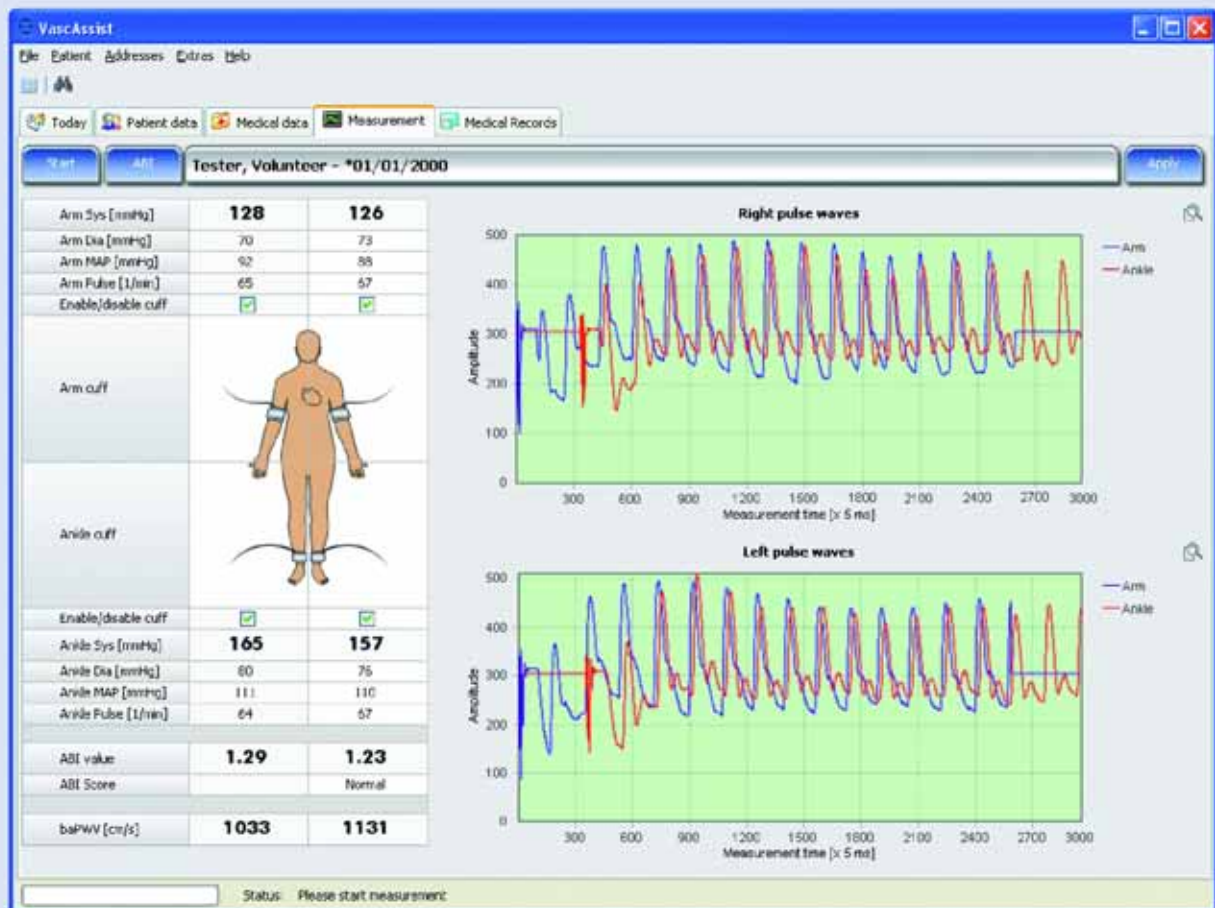 VascAssist
File Patient Addresses Extras Help
Today Patient data Medical data Measurement Medical Records
Start ABI Tester, Volunteer - *01/01/2000 Apply
Arm Sys [mmHg] 128 126
Arm Dia [mmHg] 70 73
Arm MAP [mmHg] 92 88
Arm Pulse [1/min] 65 67
Enable/disable cuff
Arm cuff
Ankle cuff
Enable/disable cuff
Ankle Sys [mmHg] 165 157
Ankle Dia [mmHg] 80 76
Ankle MAP [mmHg] 111 110
Ankle Pulse [1/min] 64 67
ABI value 1.29 1.23
ABI Score Normal
baPWV [cm/s] 1033 1131
Right pulse waves
Amplitude
500
400
300
200
100
0
300 600 900 1200 1500 1800 2100 2400 2700 3000
Measurement time [x 5 ms]
Arm
Ankle
Left pulse waves
Amplitude
500
400
300
200
100
0
300 600 900 1200 1500 1800 2100 2400 2700 3000
Measurement time [x 5 ms]
Arm
Ankle
Status: Please start measurement